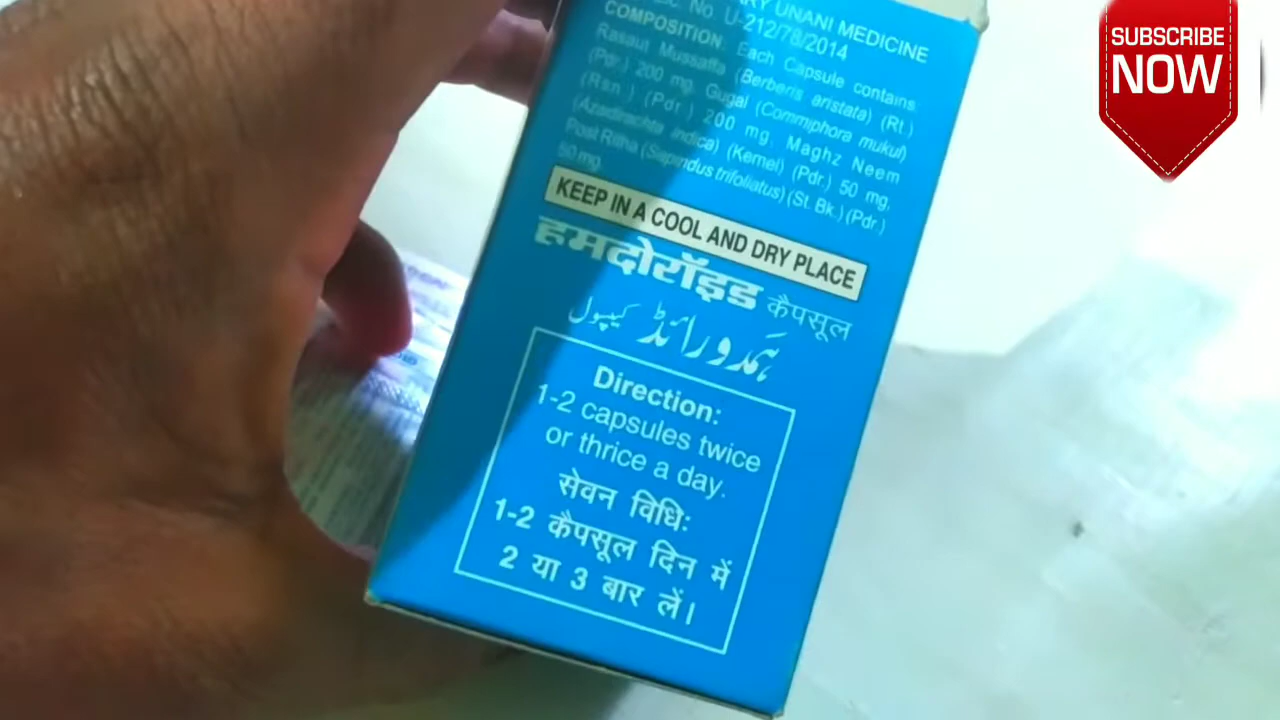 RY UNANI MEDICINE
No. U-212/78/2014
COMPOSITION: Each Capsule contains:
Rasaut Mussaffa (Berberis aristata) (Rt.)
(Pdr.) 200 mg, Gugal (Commiphora mukul)
(Rsn.) (Pdr.) 200 mg, Maghz Neem
(Azadirachta indica) (Kernel) (Pdr.) 50 mg,
Post Ritha (Sapindus trifoliatus) (St. Bk.) (Pdr.)
50 mg.
KEEP IN A COOL AND DRY PLACE
हमदोरॉइड कैपसूल
ہمدورائڈ کیپسول
Direction:
1-2 capsules twice
or thrice a day.
सेवन विधि:
1-2 कैपसूल दिन में
2 या 3 बार लें।
SUBSCRIBE
NOW